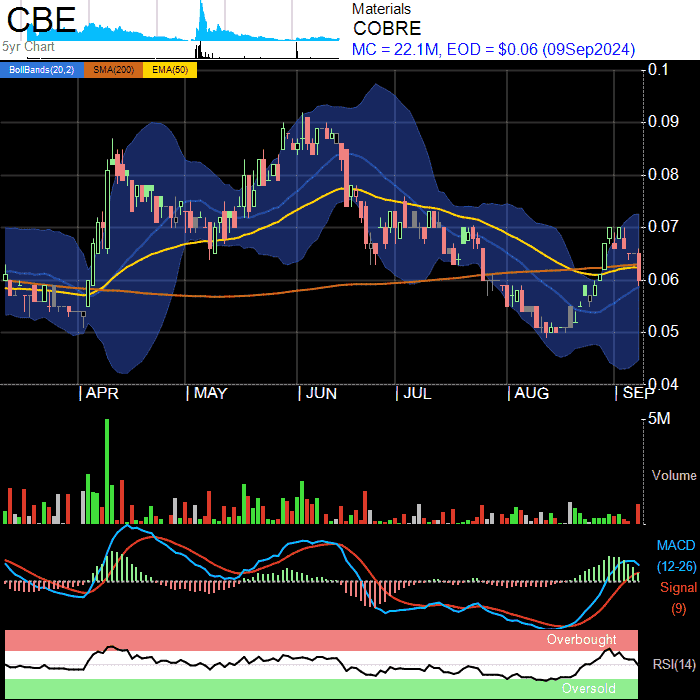 CBE
Materials
COBRE
5yr Chart
MC = 22.1M, EOD = $0.06 (09Sep2024)
BollBands(20,2) SMA(200) EMA(50)
0.1
0.09
0.08
0.07
0.06
0.05
0.04
APR MAY JUN JUL AUG SEP
5M
Volume
MACD
(12-26)
Signal
(9)
Overbought
RSI(14)
Oversold